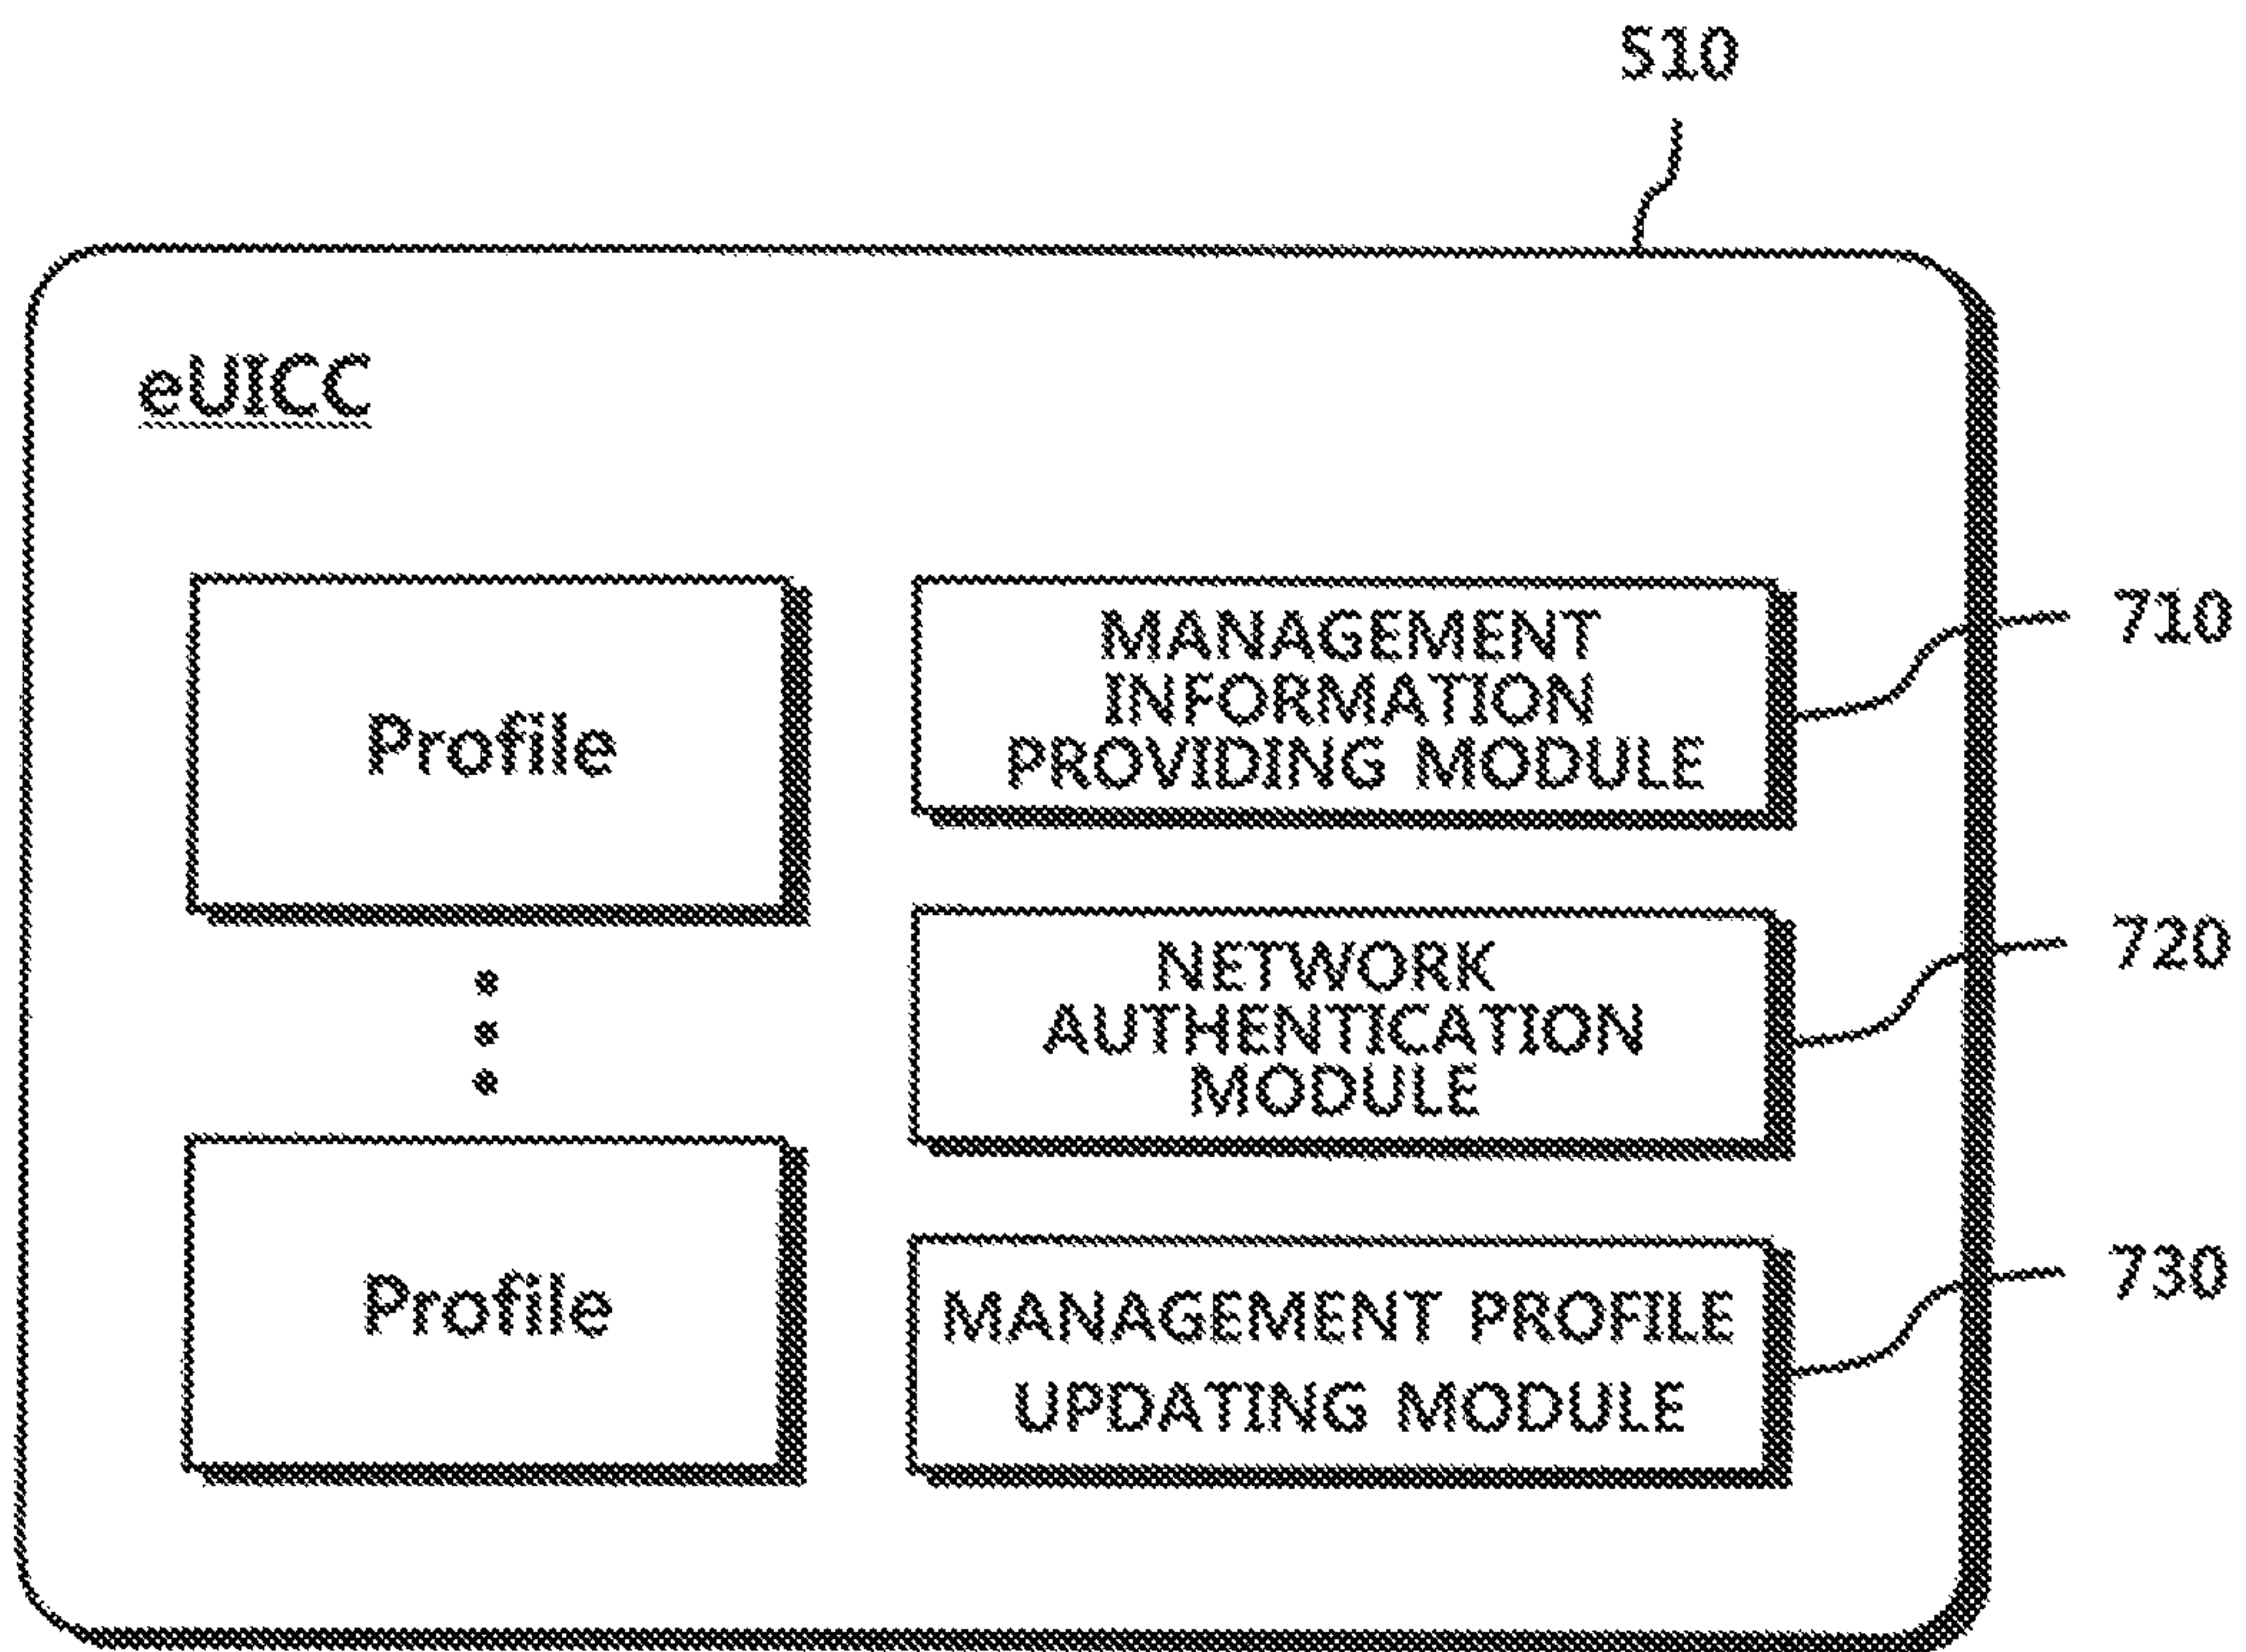 510
eUICC
Profile
MANAGEMENT
INFORMATION
PROVIDING MODULE
710
NETWORK
AUTHENTICATION
MODULE
720
Profile
MANAGEMENT PROFILE
UPDATING MODULE
730